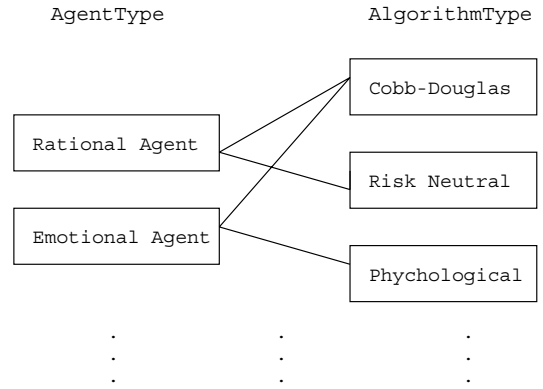 AgentType AlgorithmType
Cobb-Douglas
Rational Agent
Risk Neutral
Emotional Agent
Phychological
. . .
. . .
. . .